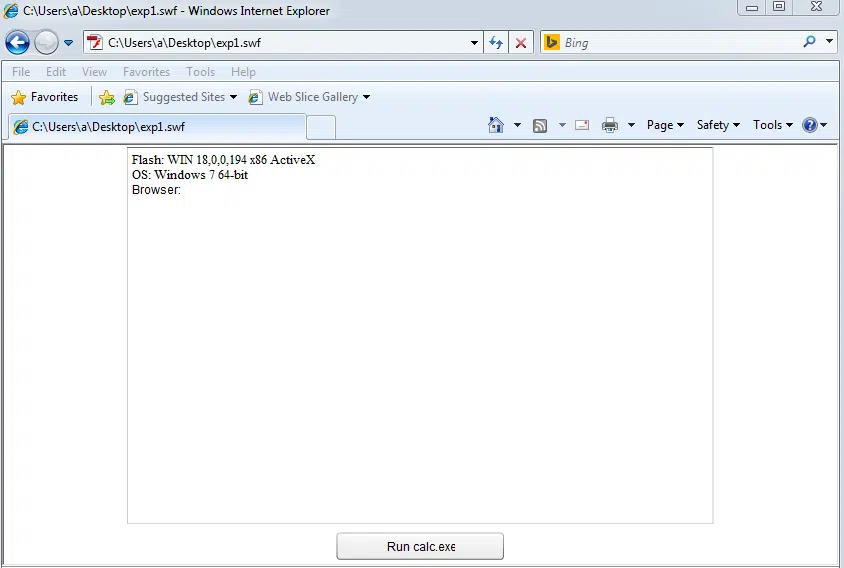 C:\Users\a\Desktop\exp1.swf - Windows Internet Explorer
C:\Users\a\Desktop\exp1.swf
Bing
File Edit View Favorites Tools Help
Favorites Suggested Sites Web Slice Gallery
C:\Users\a\Desktop\exp1.swf Page Safety Tools
Flash: WIN 18,0,0,194 x86 ActiveX
OS: Windows 7 64-bit
Browser:
Run calc.exe